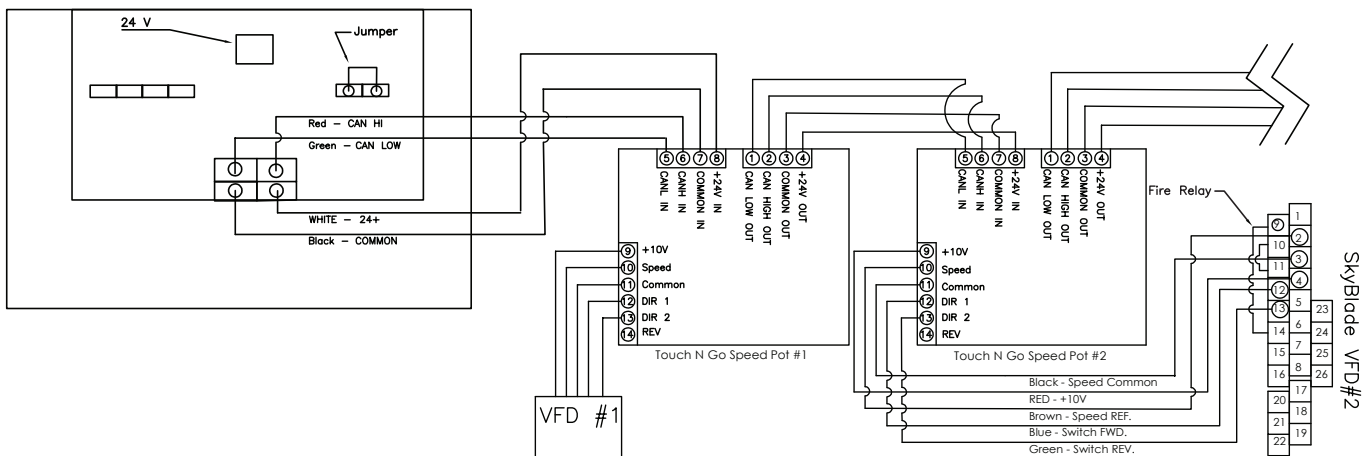 24 V
Jumper
Red – CAN HI
Green – CAN LOW
WHITE – 24+
Black – COMMON
5 6 7 8
CANL IN
CANH IN
COMMON IN
+24V IN
1 2 3 4
CAN LOW OUT
CAN HIGH OUT
COMMON OUT
+24V OUT
9 +10V
10 Speed
11 Common
12 DIR 1
13 DIR 2
14 REV
Touch N Go Speed Pot #1
VFD #1
5 6 7 8
CANL IN
CANH IN
COMMON IN
+24V IN
1 2 3 4
CAN LOW OUT
CAN HIGH OUT
COMMON OUT
+24V OUT
9 +10V
10 Speed
11 Common
12 DIR 1
13 DIR 2
14 REV
Touch N Go Speed Pot #2
Black - Speed Common
RED - +10V
Brown - Speed REF.
Blue - Switch FWD.
Green - Switch REV.
Fire Relay
9
10
11
12
13
14
15
16
1
2
3
4
5
6
7
8
17
18
19
20
21
22
23
24
25
26
SkyBlade VFD#2